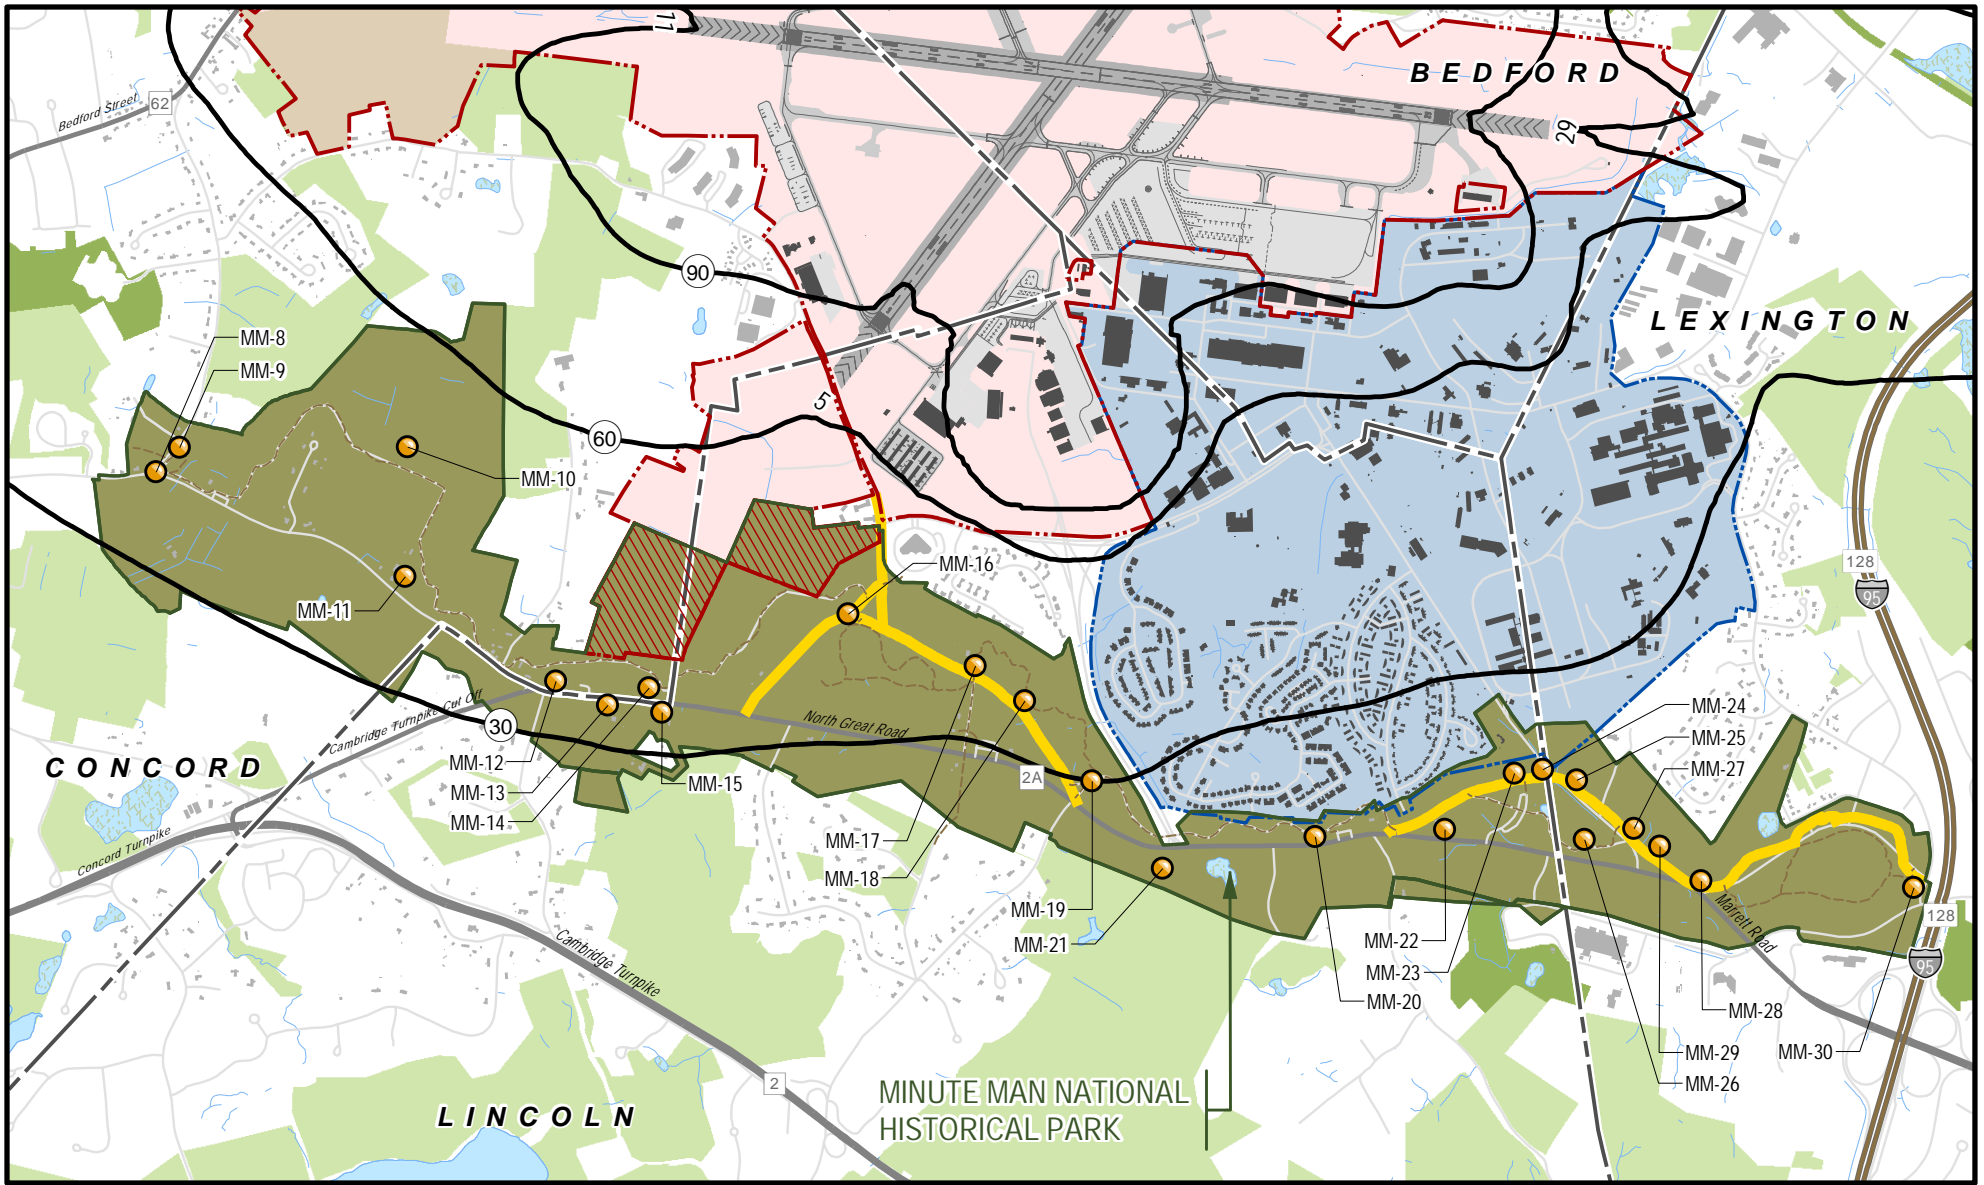 11
BEDFORD
62
Bedford Street
29
90
LEXINGTON
MM-8
MM-9
5
60
MM-10
128
95
MM-16
MM-11
Cambridge Turnpike Cut Off
30
North Great Road
MM-24
MM-25
CONCORD
MM-12
MM-27
2A
MM-15
MM-13
MM-14
Concord Turnpike
MM-17
MM-18
MM-19
Marrett Road
128
MM-21
MM-22
Cambridge Turnpike
MM-23
95
MM-20
MM-28
MM-29
MM-30
2
MM-26
MINUTE MAN NATIONAL
HISTORICAL PARK
LINCOLN